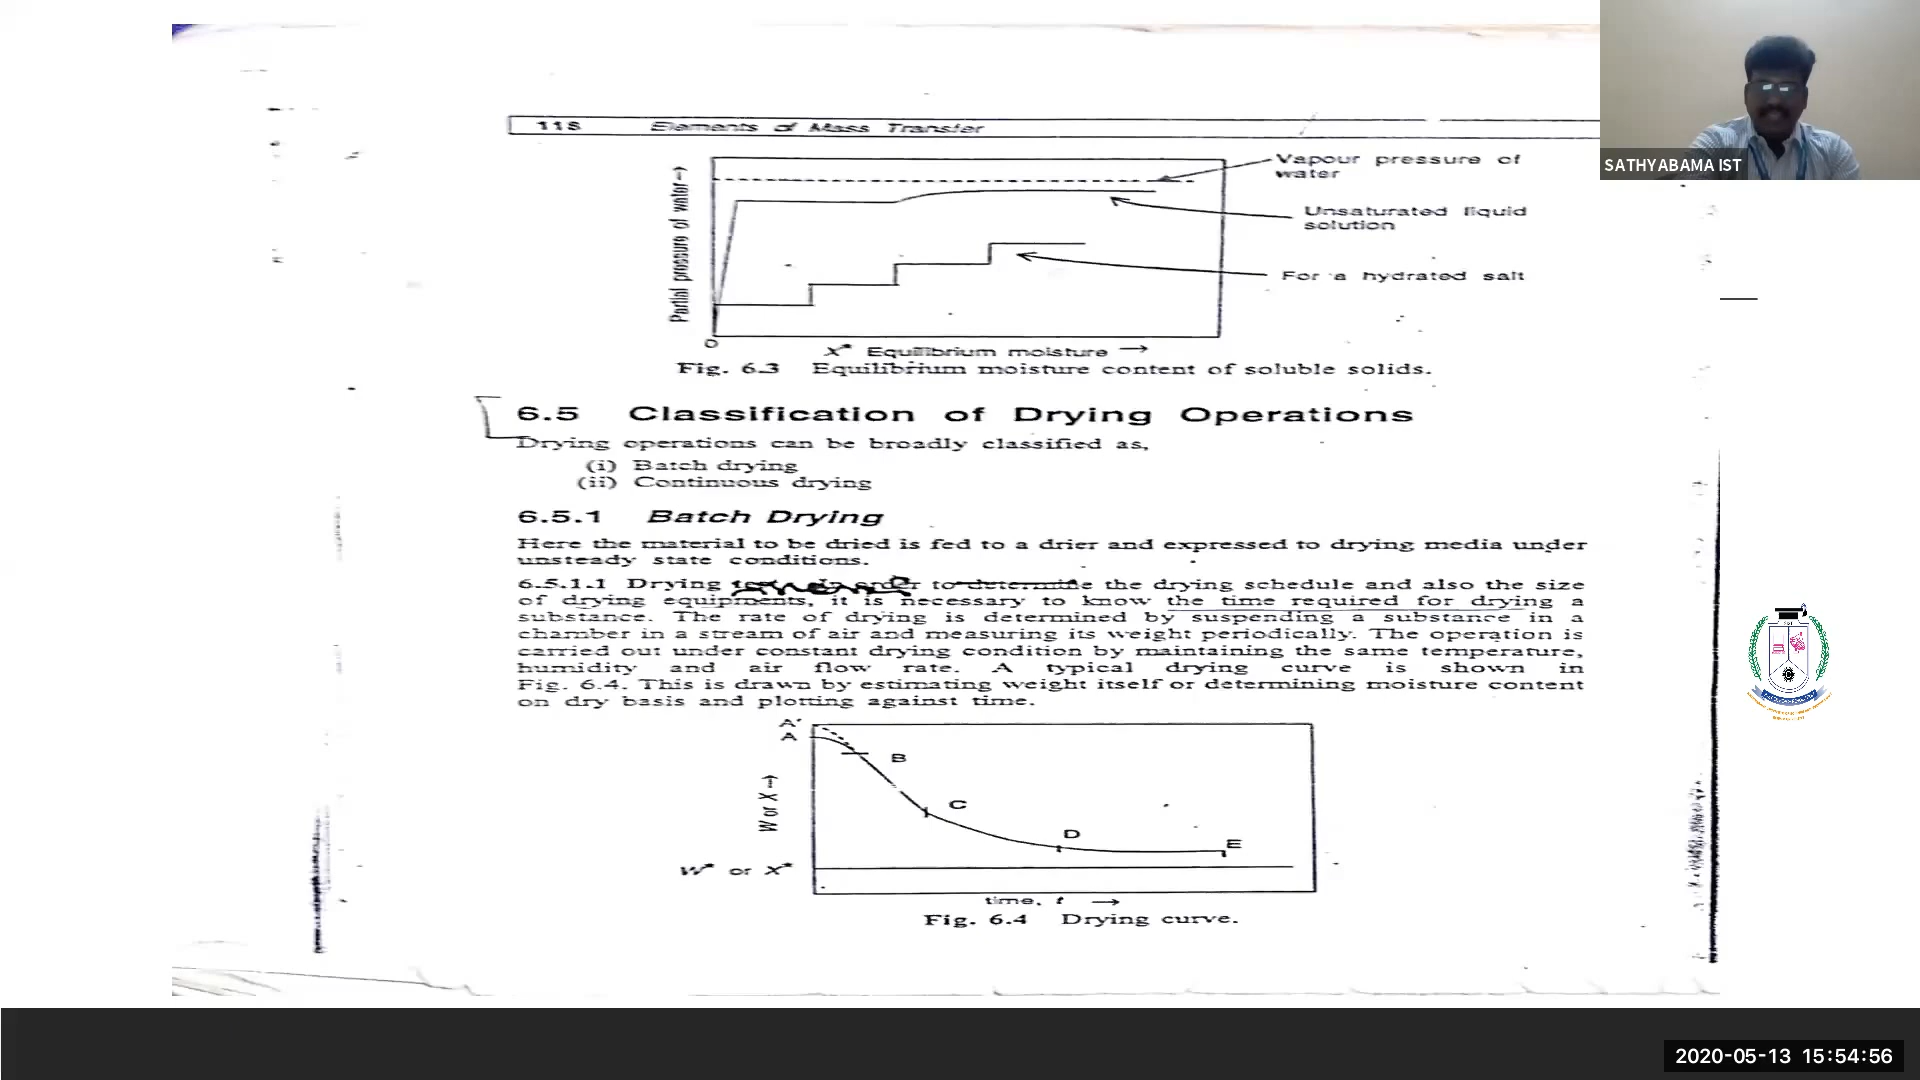 118 Elements of Mass Transfer
SATHYABAMA IST
Partial pressure of water →
Vapour pressure of
water
Unsaturated liquid
solution
For a hydrated salt
O
X* Equilibrium moisture →
Fig. 6.3 Equilibrium moisture content of soluble solids.
6.5 Classification of Drying Operations
Drying operations can be broadly classified as,
(i) Batch drying
(ii) Continuous drying
6.5.1 Batch Drying
Here the material to be dried is fed to a drier and expressed to drying media under
unsteady state conditions.
6.5.1.1 Drying to determine the drying schedule and also the size
of drying equipments, it is necessary to know the time required for drying a
substance. The rate of drying is determined by suspending a substance in a
chamber in a stream of air and measuring its weight periodically. The operation is
carried out under constant drying condition by maintaining the same temperature,
humidity and air flow rate. A typical drying curve is shown in
Fig. 6.4. This is drawn by estimating weight itself or determining moisture content
on dry basis and plotting against time.
A'
A
B
W or X →
C
D
E
W* or X*
time, t →
Fig. 6.4 Drying curve.
2020-05-13 15:54:56